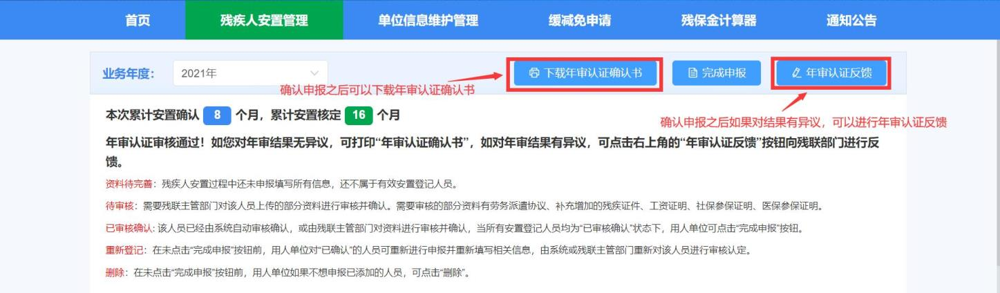 首页 残疾人安置管理 单位信息维护管理 缓减免申请 残保金计算器 通知公告
业务年度： 2021年 下载年审认证确认书 完成申报 年审认证反馈
确认申报之后可以下载年审认证确认书
本次累计安置确认 8 个月，累计安置核定 16 个月
确认申报之后如果对结果有异议，可以进行年审认证反馈
年审认证审核通过！如您对年审结果无异议，可打印“年审认证确认书”，如对年审结果有异议，可点击右上角的“年审认证反馈”按钮向残联部门进行反
馈。
资料待完善：残疾人安置过程中还未申报填写所有信息，还不属于有效安置登记人员。
待审核：需要残联主管部门对该人员上传的部分资料进行审核并确认。需要审核的部分资料有劳务派遣协议、补充增加的残疾证件、工资证明、社保参保证明、医保参保证明。
已审核确认: 该人员已经由系统自动审核确认，或由残联主管部门对资料进行审核并确认，当所有安置登记人员均为“已审核确认”状态下，用人单位可点击“完成申报”按钮。
重新登记：在未点击“完成申报”按钮前，用人单位对“已确认”的人员可重新进行申报并重新填写相关信息，由系统或残联主管部门重新对该人员进行审核认定。
删除：在未点击“完成申报”按钮前，用人单位如果不想申报已添加的人员，可点击“删除”。